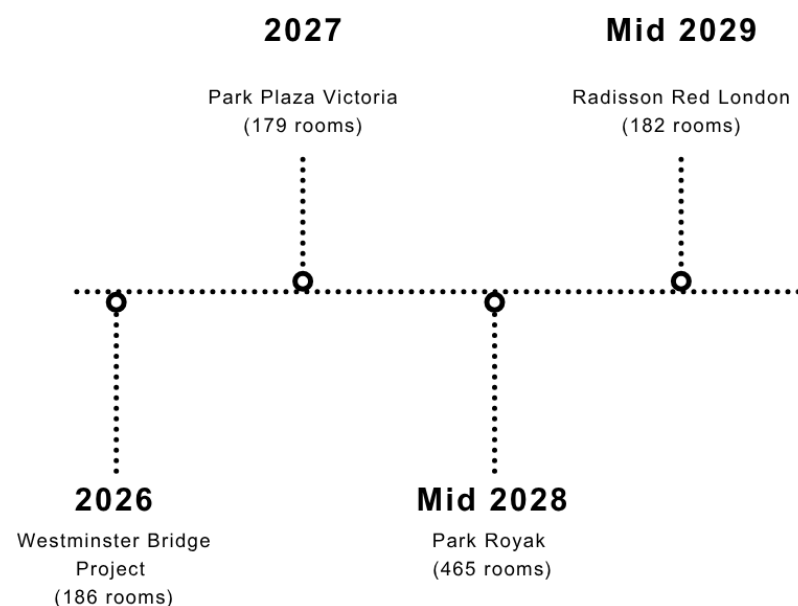 2027
Mid 2029
Park Plaza Victoria
(179 rooms)
Radisson Red London
(182 rooms)
2026
Westminster Bridge
Project
(186 rooms)
Mid 2028
Park Royak
(465 rooms)